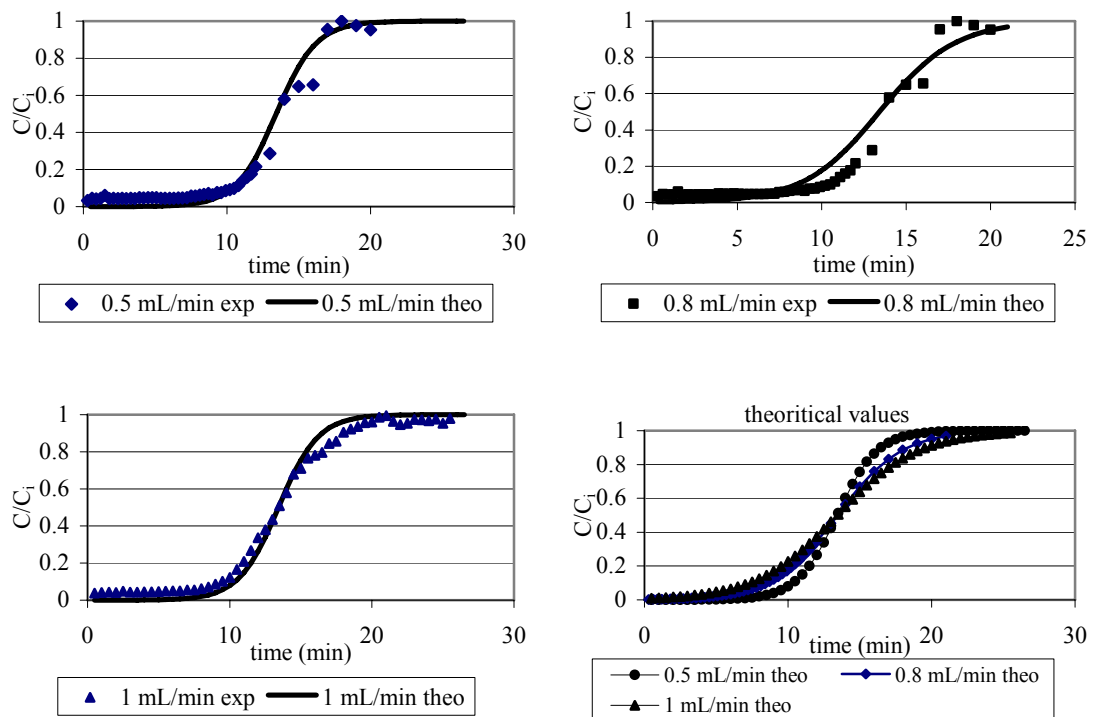 1
0.8
0.6
0.4
0.2
0
C/Ci
0 10 20 30
time (min)
0.5 mL/min exp 0.5 mL/min theo
1
0.8
0.6
0.4
0.2
0
C/Ci
0 5 10 15 20 25
time (min)
0.8 mL/min exp 0.8 mL/min theo
1
0.8
0.6
0.4
0.2
0
C/Ci
0 10 20 30
time (min)
1 mL/min exp 1 mL/min theo
theoritical values
1
0.8
0.6
0.4
0.2
0
C/Ci
0 10 20 30
time (min)
0.5 mL/min theo 0.8 mL/min theo
1 mL/min theo